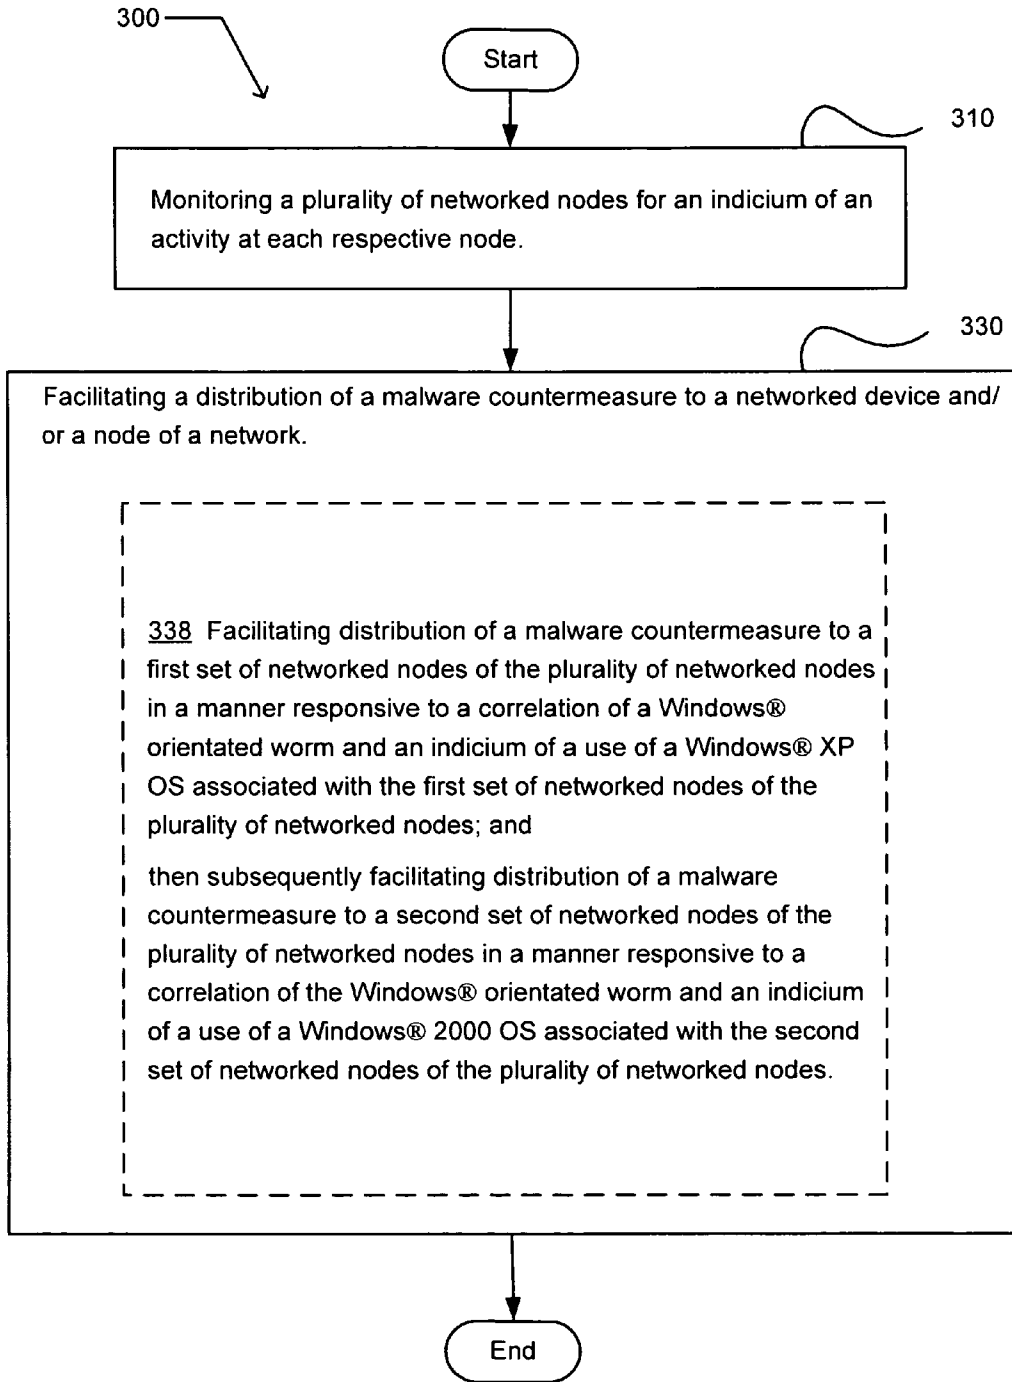 300
Start
310
Monitoring a plurality of networked nodes for an indicium of an
activity at each respective node.
330
Facilitating a distribution of a malware countermeasure to a networked device and/
or a node of a network.
338 Facilitating distribution of a malware countermeasure to a
first set of networked nodes of the plurality of networked nodes
in a manner responsive to a correlation of a Windows®
orientated worm and an indicium of a use of a Windows® XP
OS associated with the first set of networked nodes of the
plurality of networked nodes; and
then subsequently facilitating distribution of a malware
countermeasure to a second set of networked nodes of the
plurality of networked nodes in a manner responsive to a
correlation of the Windows® orientated worm and an indicium
of a use of a Windows® 2000 OS associated with the second
set of networked nodes of the plurality of networked nodes.
End